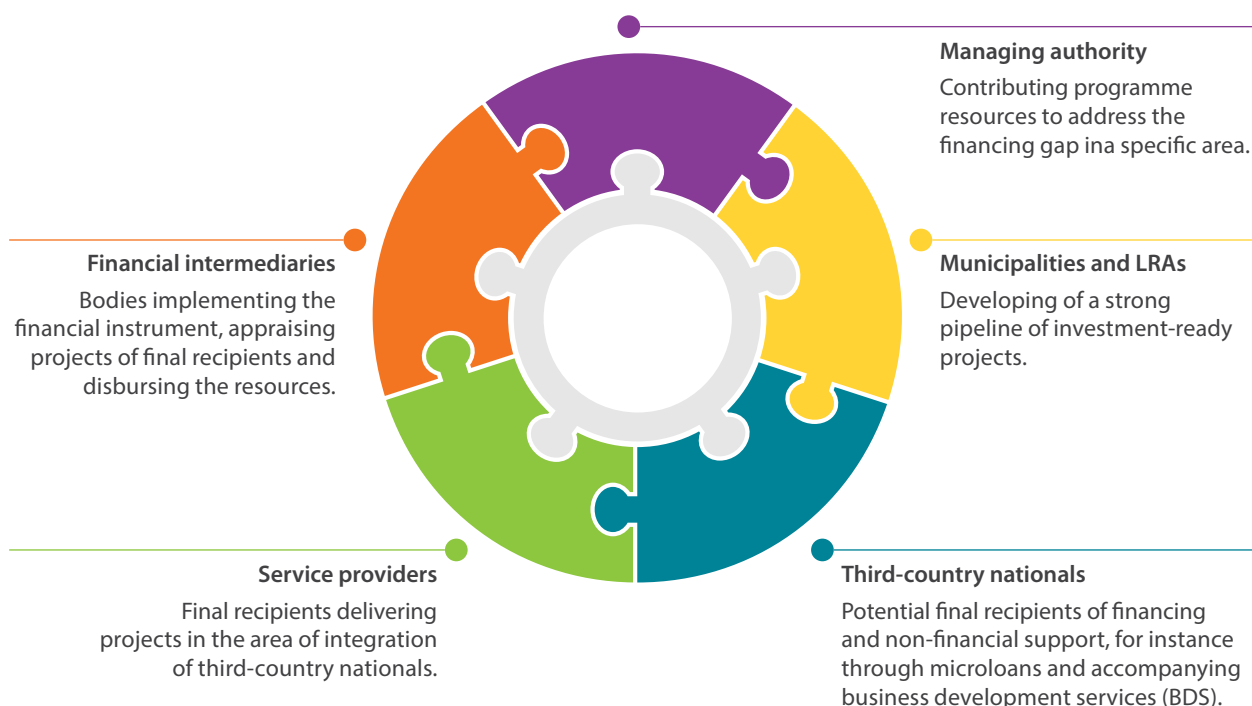 Managing authority
Contributing programme
resources to address the
financing gap ina specific area.
Financial intermediaries
Bodies implementing the
financial instrument, appraising
projects of final recipients and
disbursing the resources.
Municipalities and LRAs
Developing of a strong
pipeline of investment-ready
projects.
Service providers
Final recipients delivering
projects in the area of integration
of third-country nationals.
Third-country nationals
Potential final recipients of financing
and non-financial support, for instance
through microloans and accompanying
business development services (BDS).